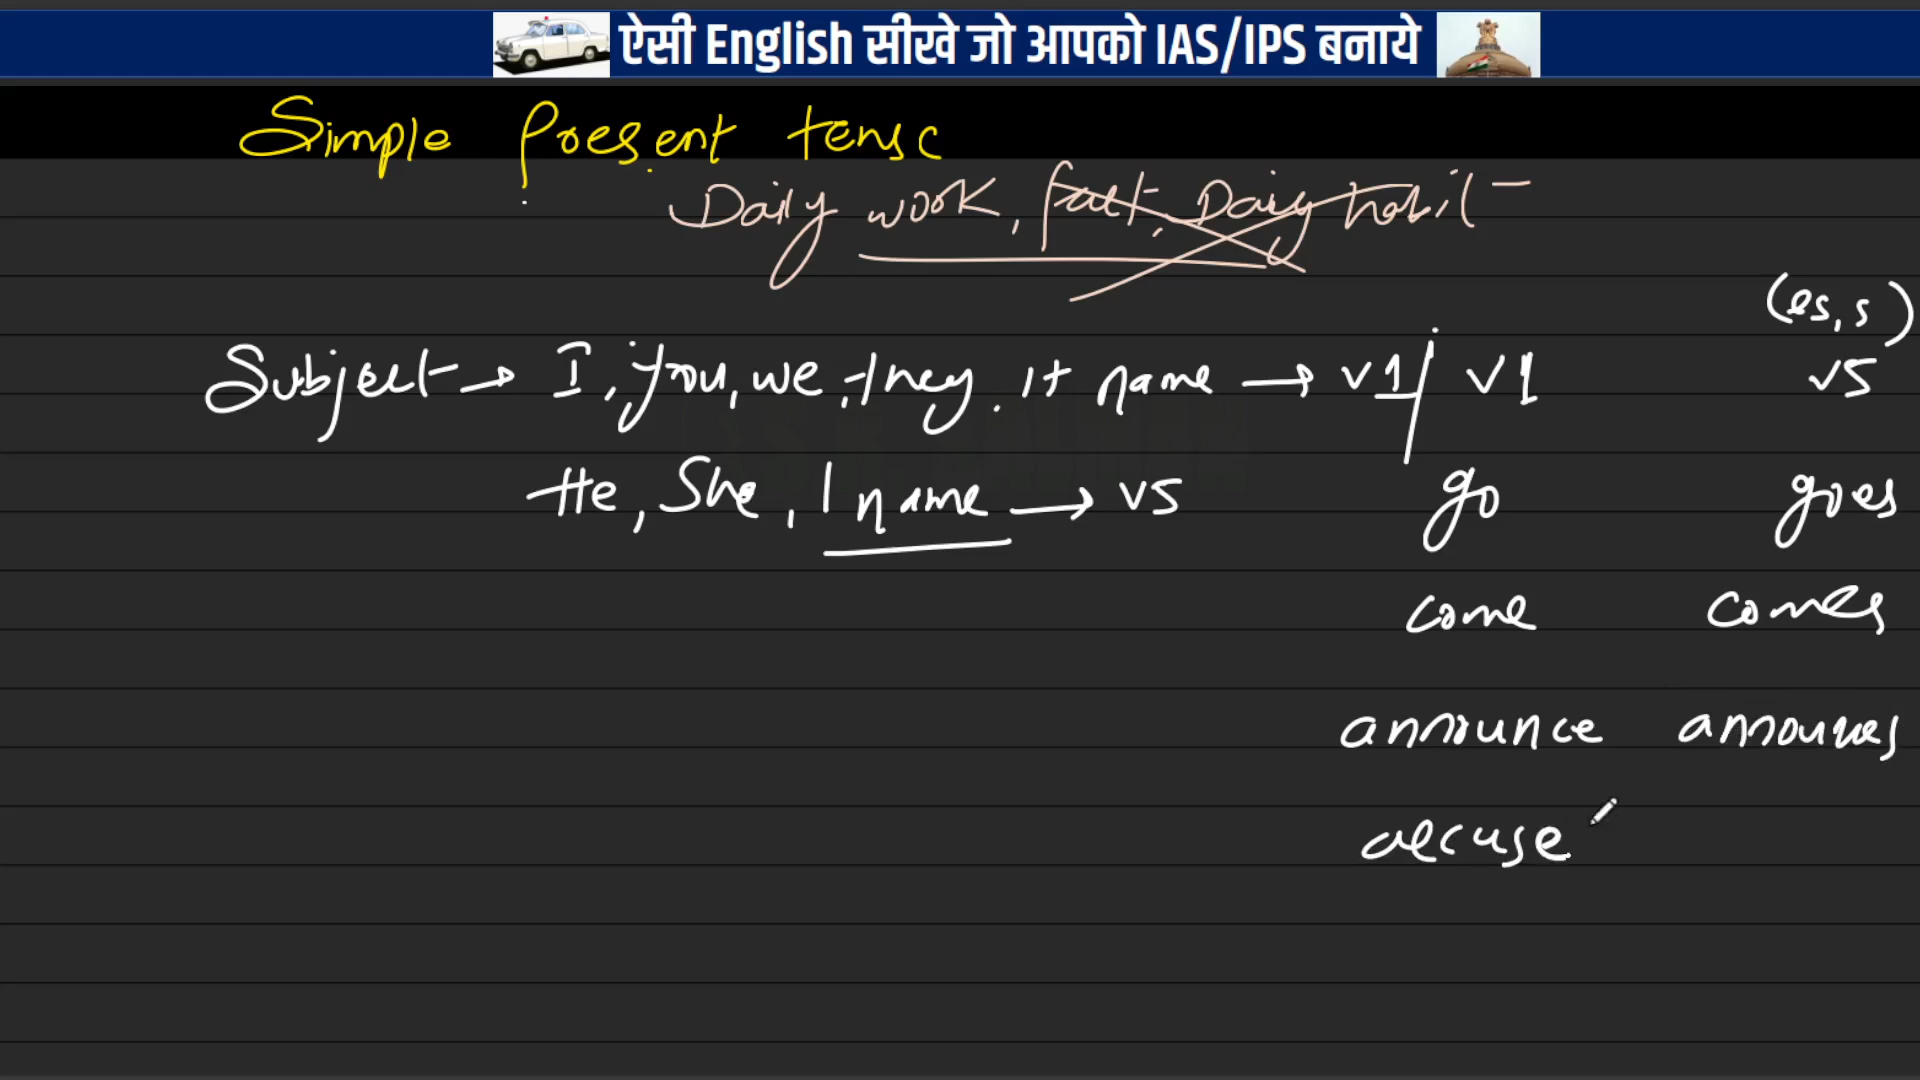 ऐसी English सीखे जो आपको IAS/IPS बनाये
Simple Present tense
Daily work, fact, Daily habit
(es, s)
Subject → I, you, we, they. 1+ name → v1/ v1 v5
He, She, 1 name → v5 go goes
come comes
announce announces
accuse